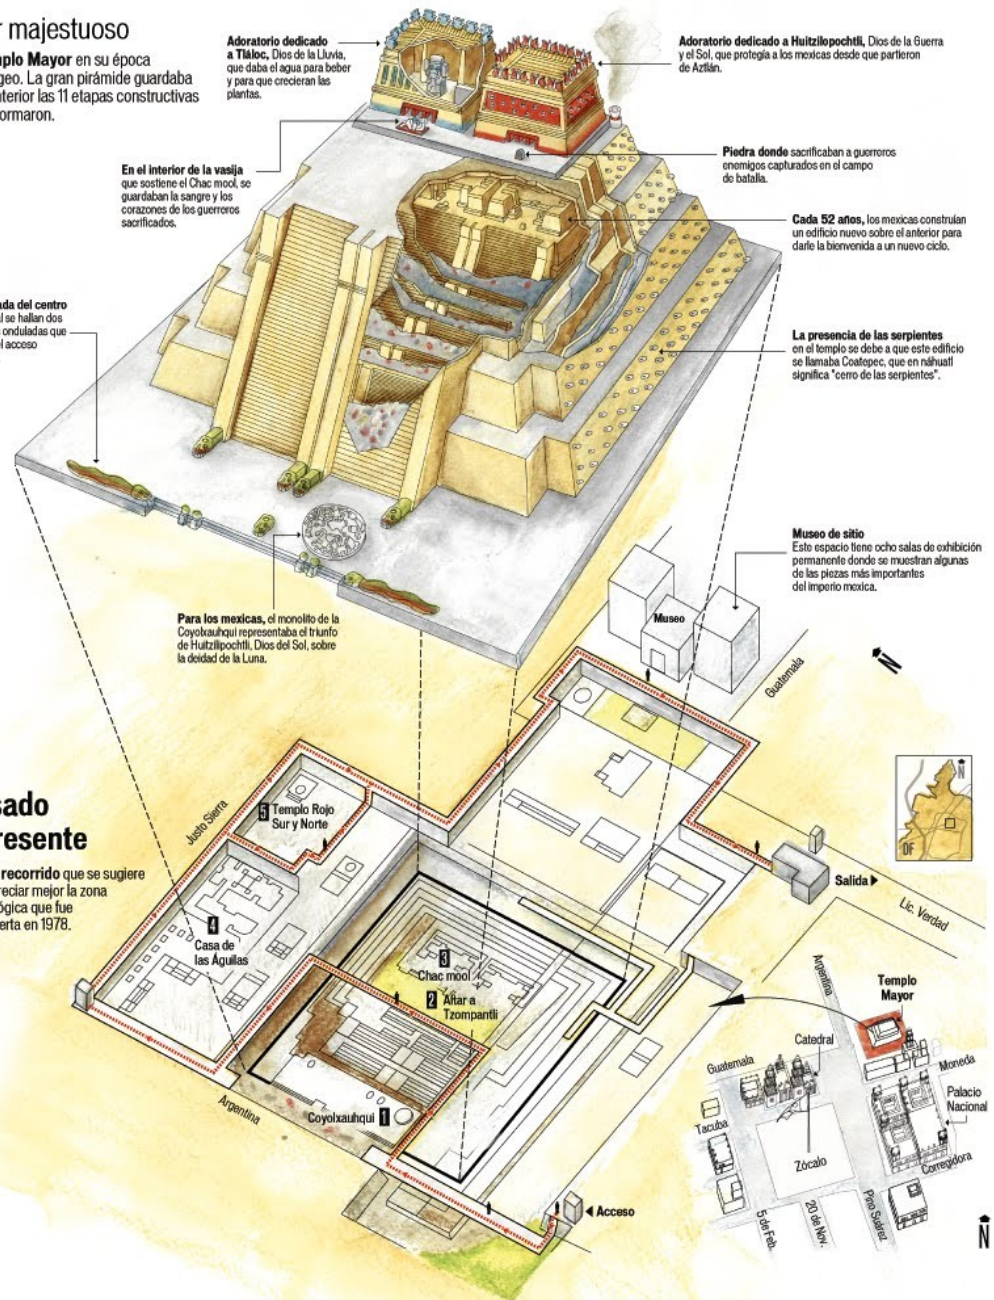 r majestuoso
mplo Mayor en su época
geo. La gran pirámide guardaba
nterior las 11 etapas constructivas
ormaron.
Adoratorio dedicado
a Tláloc, Dios de la Lluvia,
que daba el agua para beber
y para que crecieran las
plantas.
Adoratorio dedicado a Huitzilopochtli, Dios de la Guerra
y el Sol, que protegía a los mexicas desde que partieron
de Aztlán.
En el interior de la vasija
que sostiene el Chac mool, se
guardaban la sangre y los
corazones de los guerreros
sacrificados.
Piedra donde sacrificaban a guerreros
enemigos capturados en el campo
de batalla.
Cada 52 años, los mexicas construían
un edificio nuevo sobre el anterior para
darle la bienvenida a un nuevo ciclo.
ada del centro
al se hallan dos
s onduladas que
el acceso
La presencia de las serpientes
en el templo se debe a que este edificio
se llamaba Coatepec, que en náhuatl
significa "cerro de las serpientes".
Para los mexicas, el monolito de la
Coyolxauhqui representaba el triunfo
de Huitzilipochtli, Dios del Sol, sobre
la deidad de la Luna.
Museo de sitio
Este espacio tiene ocho salas de exhibición
permanente donde se muestran algunas
de las piezas más importantes
del imperio mexica.
Museo
N
Guatemala
sado
resente
recorrido que se sugiere
reciar mejor la zona
ógica que fue
erta en 1978.
Justo Sierra
5 Templo Rojo
Sur y Norte
N
DF
Salida
Lic. Verdad
4
Casa de
las Águilas
3
Chac mool
2 Altar a
Tzompantli
Coyolxauhqui 1
Argentina
Acceso
Argentina
Templo
Mayor
Catedral
Guatemala
Moneda
Palacio
Nacional
Tacuba
Zócalo
Corregidora
5 de Feb.
20 de Nov.
Pino Suárez
N